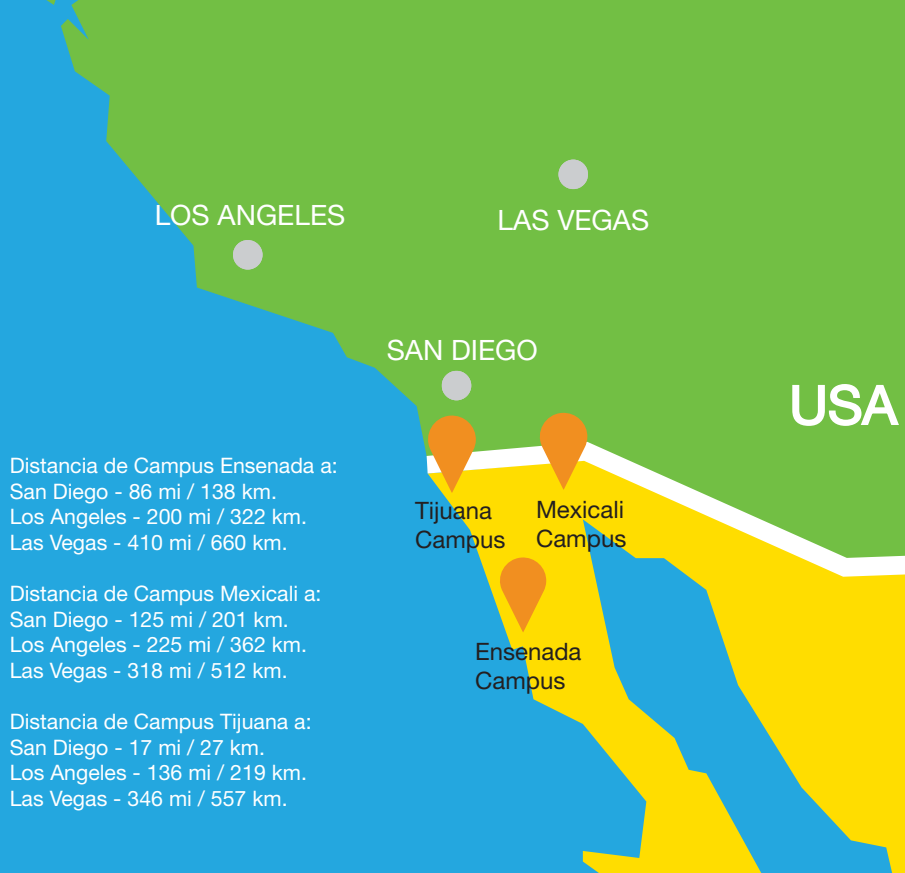 LOS ANGELES
LAS VEGAS
SAN DIEGO
USA
Distancia de Campus Ensenada a:
San Diego - 86 mi / 138 km.
Los Angeles - 200 mi / 322 km.
Las Vegas - 410 mi / 660 km.
Distancia de Campus Mexicali a:
San Diego - 125 mi / 201 km.
Los Angeles - 225 mi / 362 km.
Las Vegas - 318 mi / 512 km.
Distancia de Campus Tijuana a:
San Diego - 17 mi / 27 km.
Los Angeles - 136 mi / 219 km.
Las Vegas - 346 mi / 557 km.
Tijuana
Campus
Mexicali
Campus
Ensenada
Campus